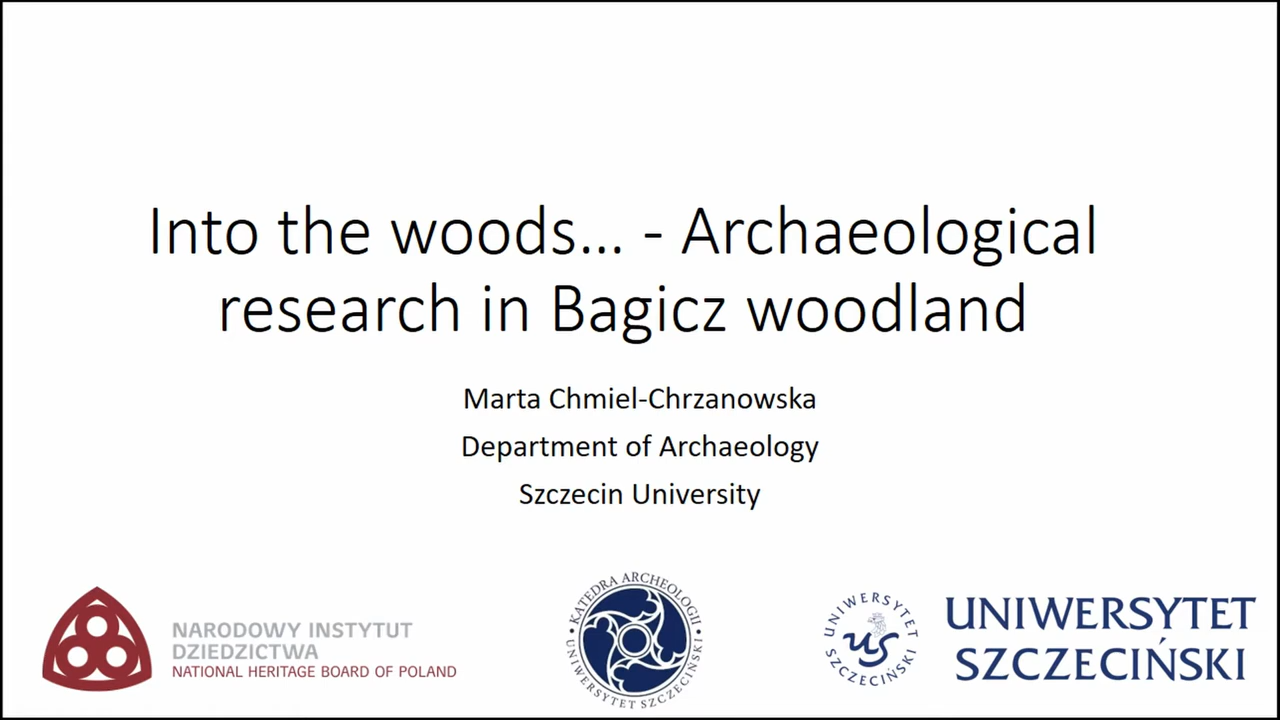 Into the woods... - Archaeological
research in Bagicz woodland
Marta Chmiel-Chrzanowska
Department of Archaeology
Szczecin University
NARODOWY INSTYTUT
DZIEDZICTWA
NATIONAL HERITAGE BOARD OF POLAND
• KATEDRA ARCHEOLOGII •
UNIWERSYTET SZCZECIŃSKI
UNIWERSYTET
SZCZECIŃSKI
US
UNIWERSYTET
SZCZECIŃSKI